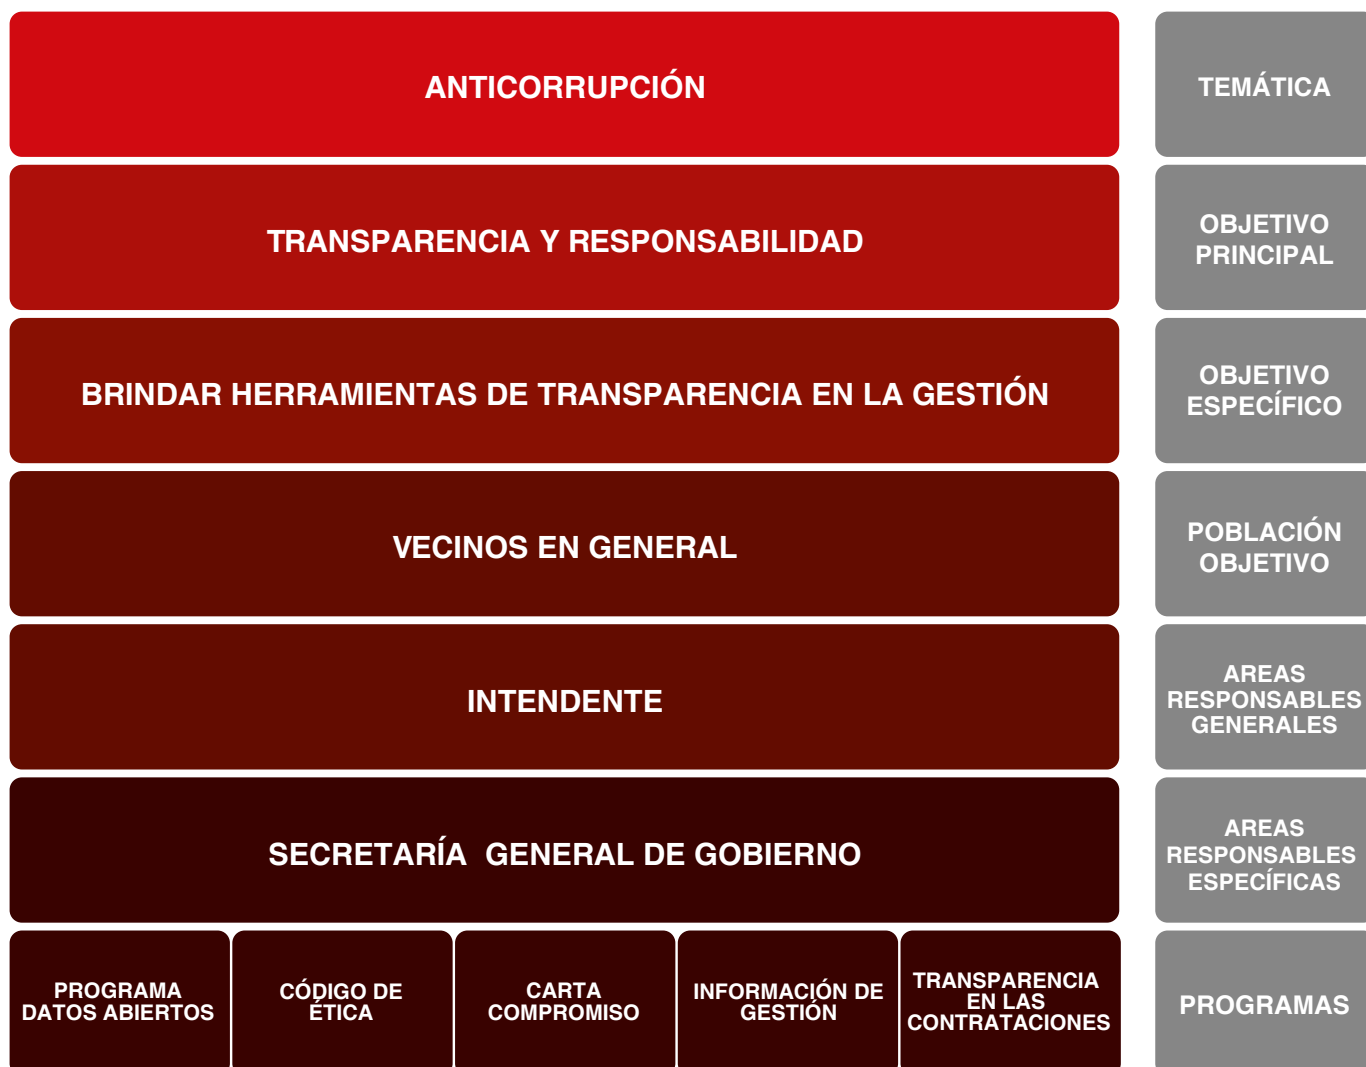 ANTICORRUPCIÓN
TEMÁTICA
TRANSPARENCIA Y RESPONSABILIDAD
OBJETIVO
PRINCIPAL
BRINDAR HERRAMIENTAS DE TRANSPARENCIA EN LA GESTIÓN
OBJETIVO
ESPECÍFICO
VECINOS EN GENERAL
POBLACIÓN
OBJETIVO
INTENDENTE
AREAS
RESPONSABLES
GENERALES
SECRETARÍA  GENERAL DE GOBIERNO
AREAS
RESPONSABLES
ESPECÍFICAS
PROGRAMA
DATOS ABIERTOS
CÓDIGO DE
ÉTICA
CARTA
COMPROMISO
INFORMACIÓN DE
GESTIÓN
TRANSPARENCIA
EN LAS
CONTRATACIONES
PROGRAMAS